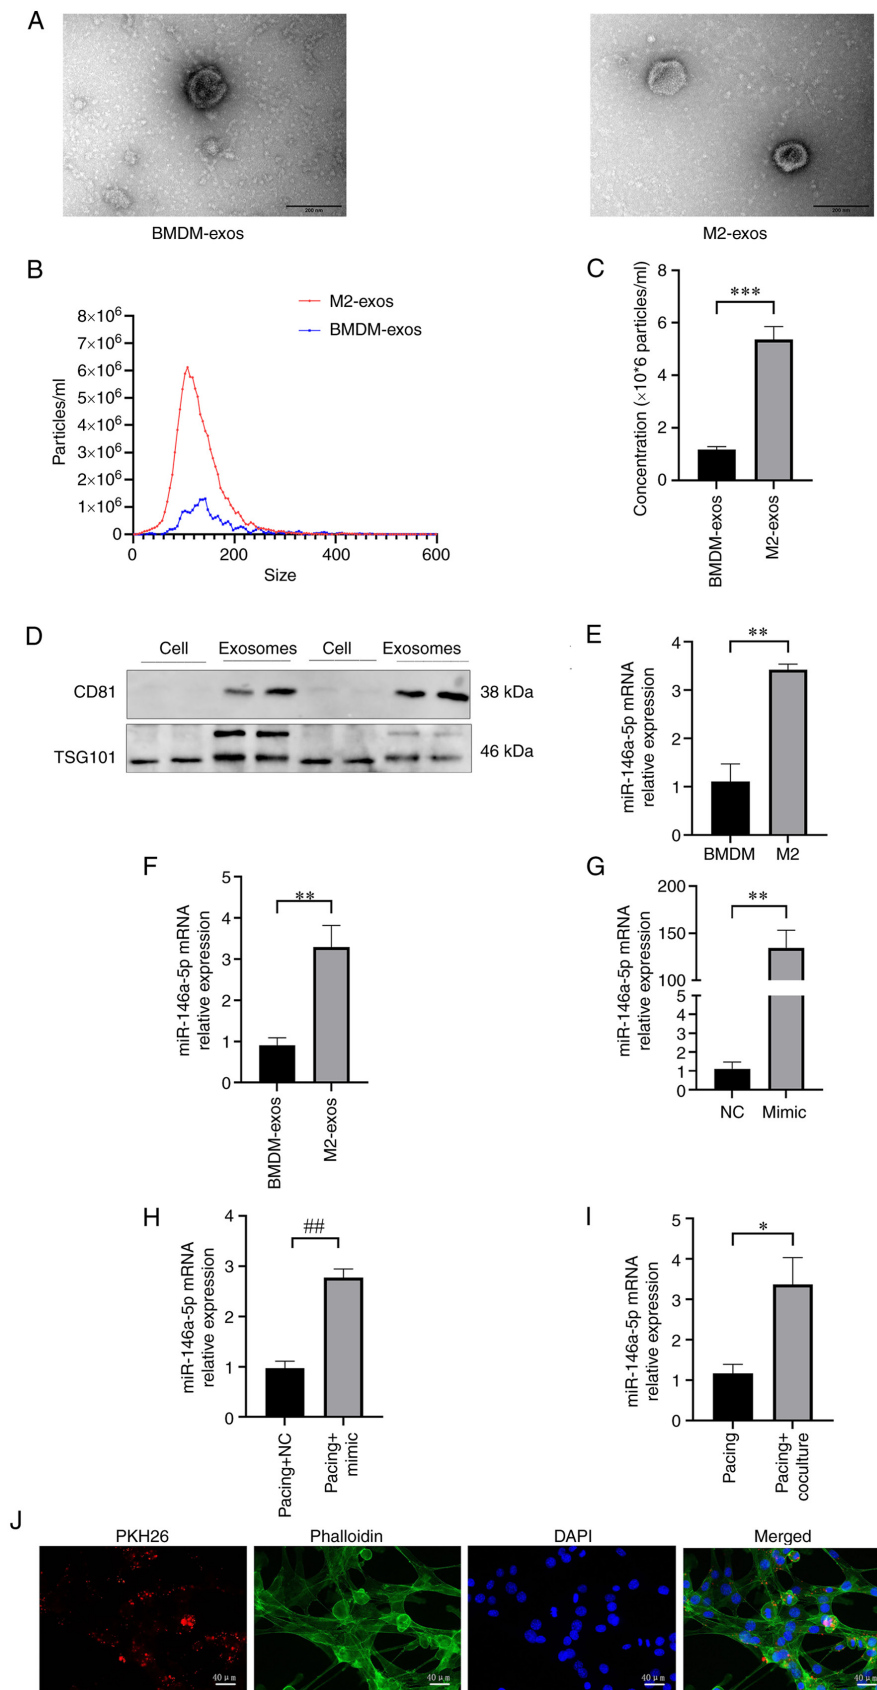 A
200 nm
200 nm
BMDM-exos
M2-exos
B
M2-exos
BMDM-exos
8×10⁶
7×10⁶
6×10⁶
5×10⁶
4×10⁶
3×10⁶
2×10⁶
1×10⁶
0
Particles/ml
0 200 400 600
Size
C
Concentration (×10*6 particles/ml)
8
6
4
2
0
***
BMDM-exos
M2-exos
D
Cell Exosomes Cell Exosomes
CD81 38 kDa
TSG101 46 kDa
E
miR-146a-5p mRNA
relative expression
4
3
2
1
0
**
BMDM M2
F
miR-146a-5p mRNA
relative expression
5
4
3
2
1
0
**
BMDM-exos
M2-exos
G
miR-146a-5p mRNA
relative expression
200
150
100
5
4
3
2
1
0
**
NC Mimic
H
miR-146a-5p mRNA
relative expression
4
3
2
1
0
##
Pacing+NC
Pacing+
mimic
I
miR-146a-5p mRNA
relative expression
5
4
3
2
1
0
*
Pacing
Pacing+
coculture
J
PKH26 Phalloidin DAPI Merged
40 μm 40 μm 40 μm 40 μm